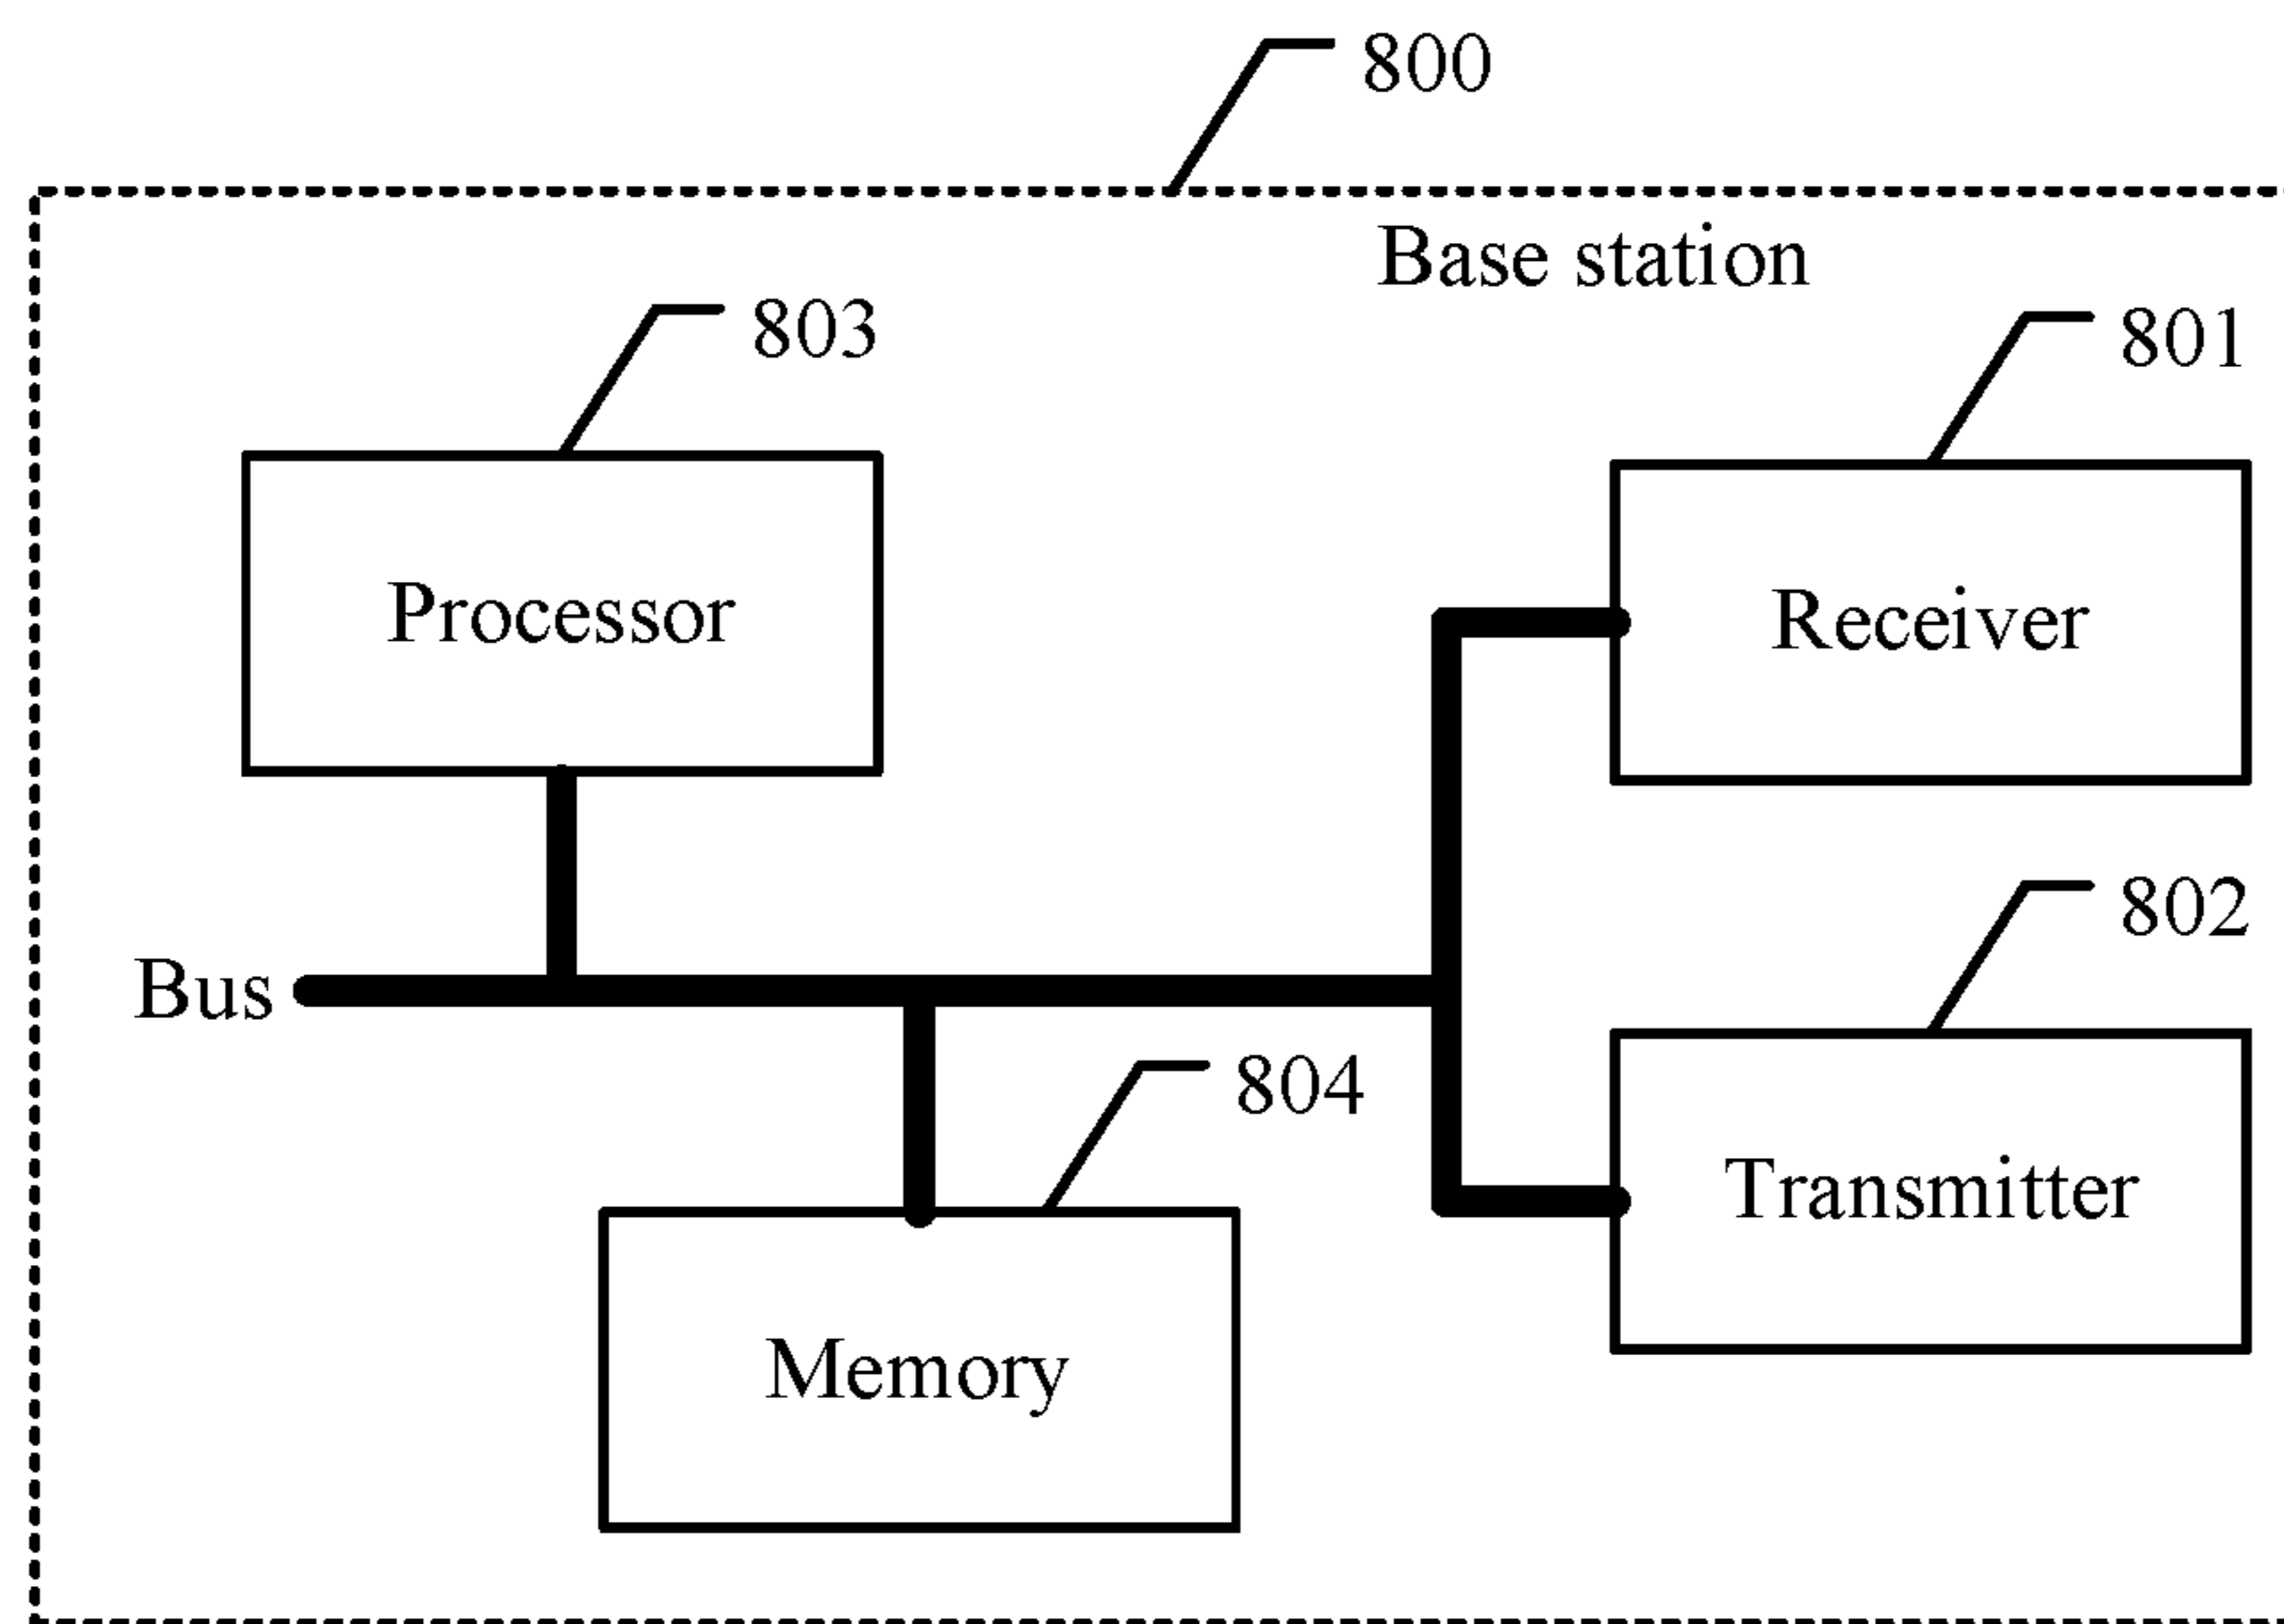 800
Base station
803
801
Processor
Receiver
802
Bus
804
Transmitter
Memory